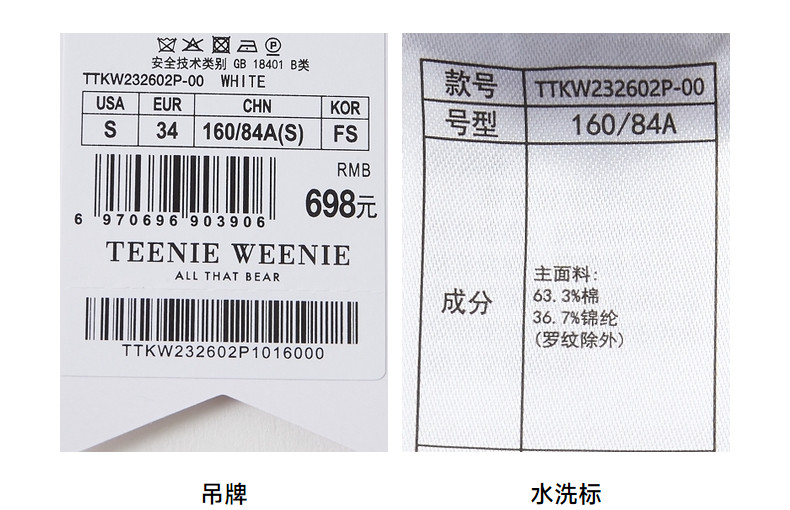 安全技术类别 GB 18401 B类
TTKW232602P-00 WHITE
USA EUR CHN KOR
S 34 160/84A(S) FS
RMB
698元
6 970696 903906
TEENIE WEENIE
ALL THAT BEAR
TTKW232602P1016000
吊牌
款号 TTKW232602P-00
号型 160/84A
成分
主面料:
63.3%棉
36.7%锦纶
(罗纹除外)
水洗标